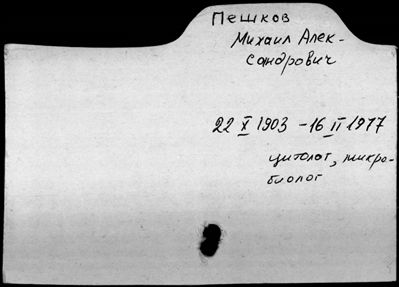 Пешков
Михаил Алек-
сандрович
22 X 1903 - 16 II 1977
цитолог, микро-
биолог